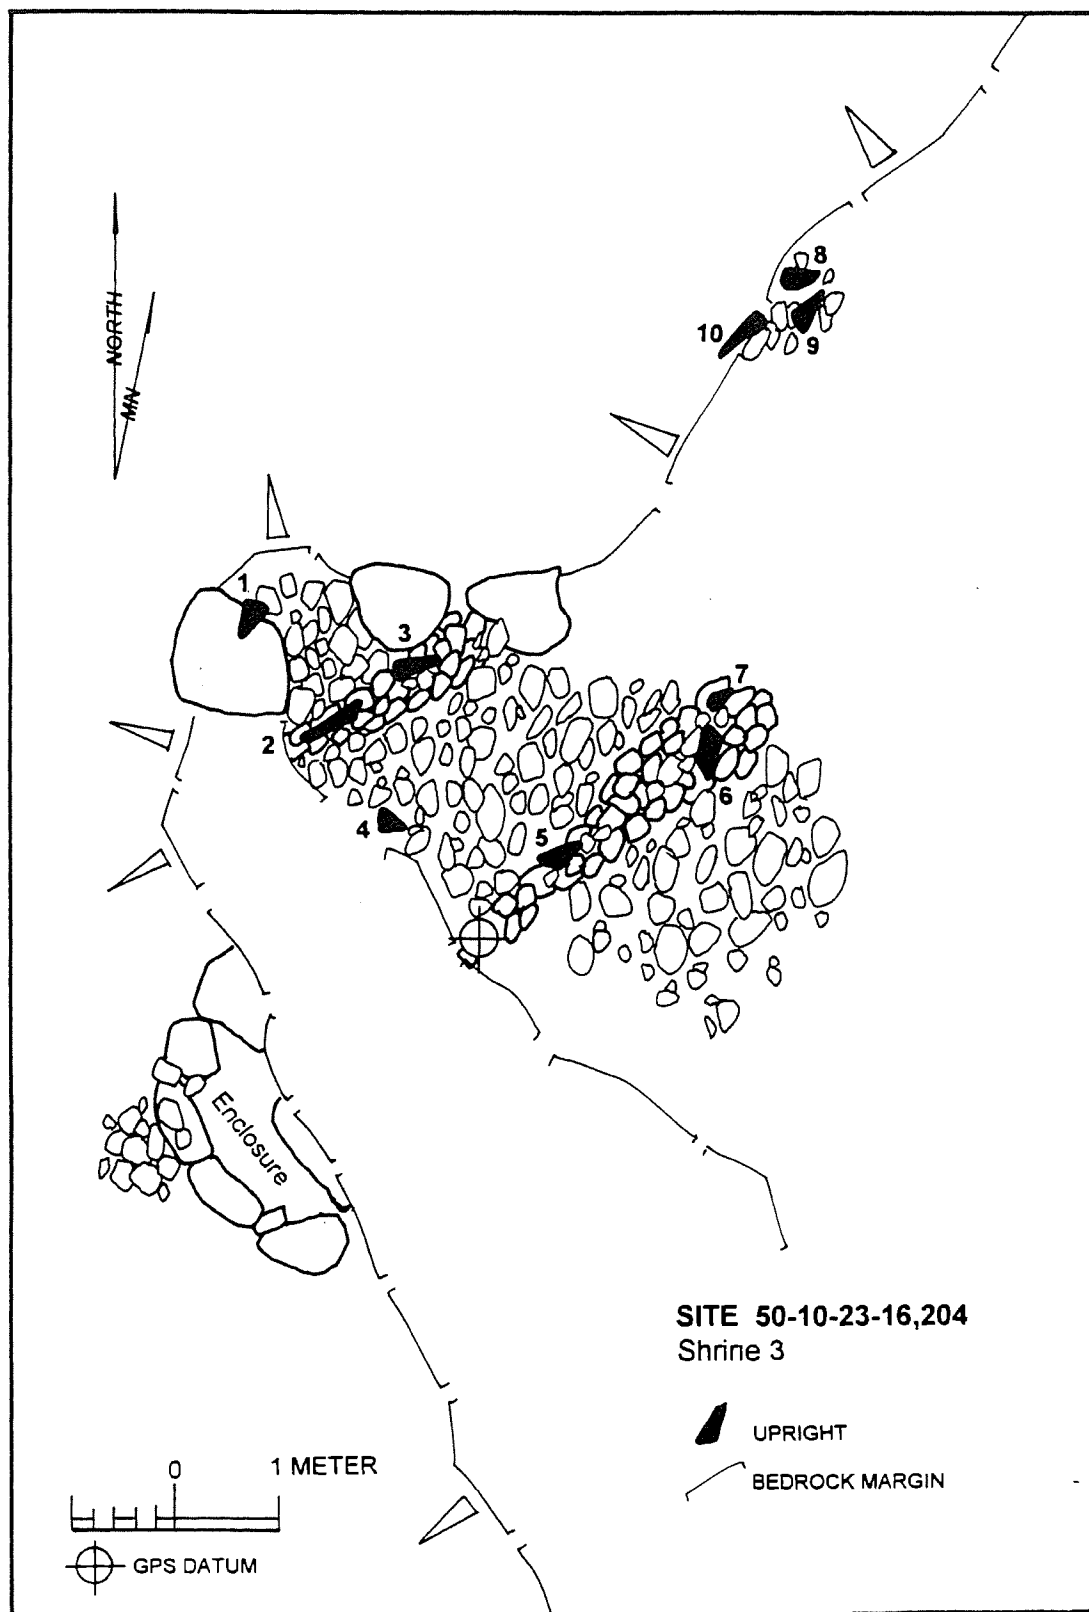 8
10
9
NORTH
MN
1
3
2
7
6
4
5
Enclosure
SITE 50-10-23-16,204
Shrine 3
UPRIGHT
BEDROCK MARGIN
0 1 METER
GPS DATUM